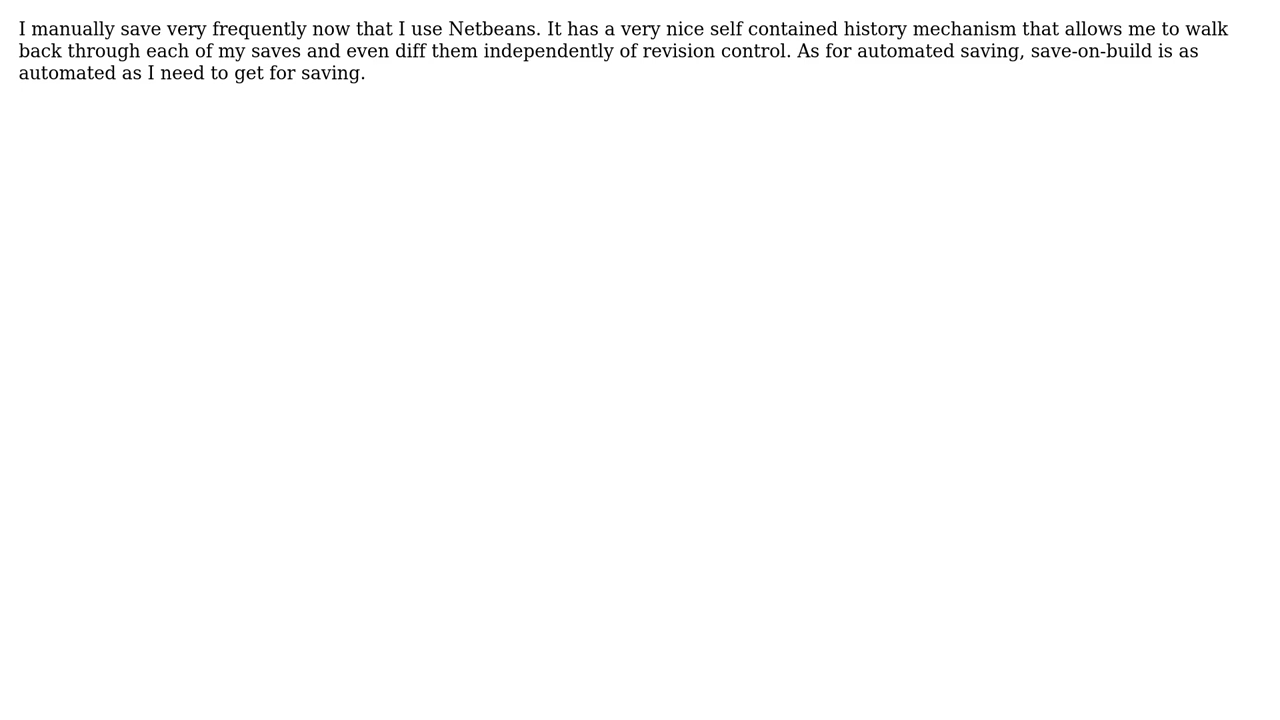 I manually save very frequently now that I use Netbeans. It has a very nice self contained history mechanism that allows me to walk
back through each of my saves and even diff them independently of revision control. As for automated saving, save-on-build is as
automated as I need to get for saving.